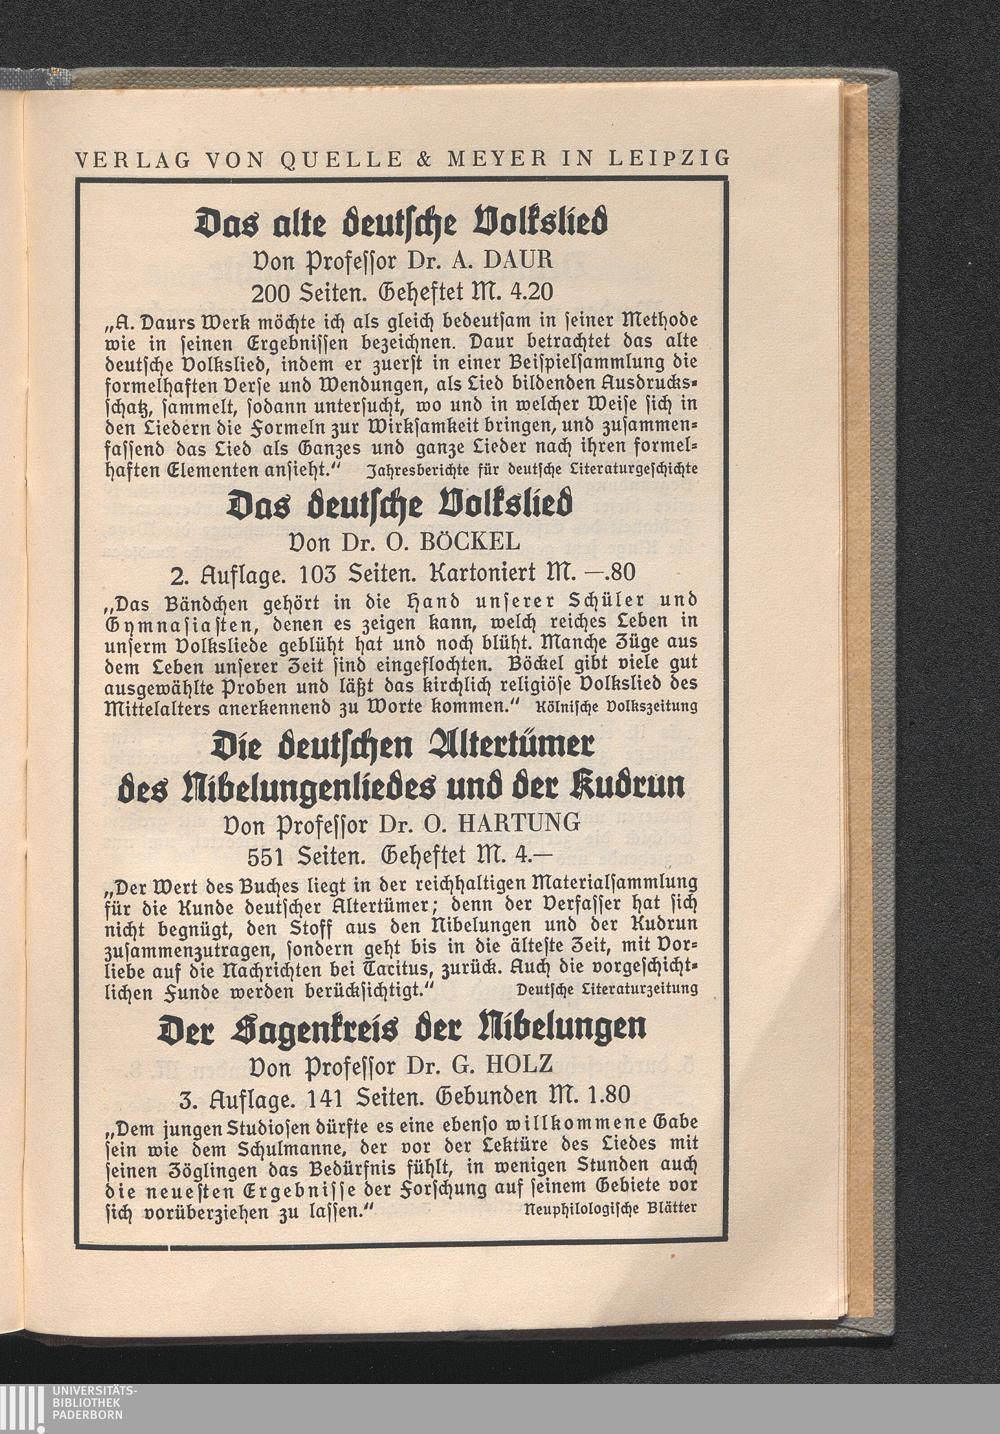 VERLAG VON QUELLE & MEYER IN LEIPZIG
Das alte deutsche Volkslied
Von Professor Dr. A. DAUR
200 Seiten. Geheftet M. 4.20
„A. Daurs Werk möchte ich als gleich bedeutsam in seiner Methode
wie in seinen Ergebnissen bezeichnen. Daur betrachtet das alte
deutsche Volkslied, indem er zuerst in einer Beispielsammlung die
formelhaften Verse und Wendungen, als Lied bildenden Ausdrucks-
schatz, sammelt, sodann untersucht, wo und in welcher Weise sich in
den Liedern die Formeln zur Wirksamkeit bringen, und zusammen-
fassend das Lied als Ganzes und ganze Lieder nach ihren formel-
haften Elementen ansieht.“ Jahresberichte für deutsche Literaturgeschichte
Das deutsche Volkslied
Von Dr. O. BÖCKEL
2. Auflage. 103 Seiten. Kartoniert M. —.80
„Das Bändchen gehört in die Hand unserer Schüler und
Gymnasiasten, denen es zeigen kann, welch reiches Leben in
unserm Volksliede geblüht hat und noch blüht. Manche Züge aus
dem Leben unserer Zeit sind eingeflochten. Böckel gibt viele gut
ausgewählte Proben und läßt das kirchlich religiöse Volkslied des
Mittelalters anerkennend zu Worte kommen.“ Kölnische Volkszeitung
Die deutschen Altertümer
des Nibelungenliedes und der Kudrun
Von Professor Dr. O. HARTUNG
551 Seiten. Geheftet M. 4.—
„Der Wert des Buches liegt in der reichhaltigen Materialsammlung
für die Kunde deutscher Altertümer; denn der Verfasser hat sich
nicht begnügt, den Stoff aus den Nibelungen und der Kudrun
zusammenzutragen, sondern geht bis in die älteste Zeit, mit Vor-
liebe auf die Nachrichten bei Tacitus, zurück. Auch die vorgeschicht-
lichen Funde werden berücksichtigt.“ Deutsche Literaturzeitung
Der Sagenkreis der Nibelungen
Von Professor Dr. G. HOLZ
3. Auflage. 141 Seiten. Gebunden M. 1.80
„Dem jungen Studiosen dürfte es eine ebenso willkommene Gabe
sein wie dem Schulmanne, der vor der Lektüre des Liedes mit
seinen Zöglingen das Bedürfnis fühlt, in wenigen Stunden auch
die neuesten Ergebnisse der Forschung auf seinem Gebiete vor
sich vorüberziehen zu lassen.“ Neuphilologische Blätter
UNIVERSITÄTS-
BIBLIOTHEK
PADERBORN